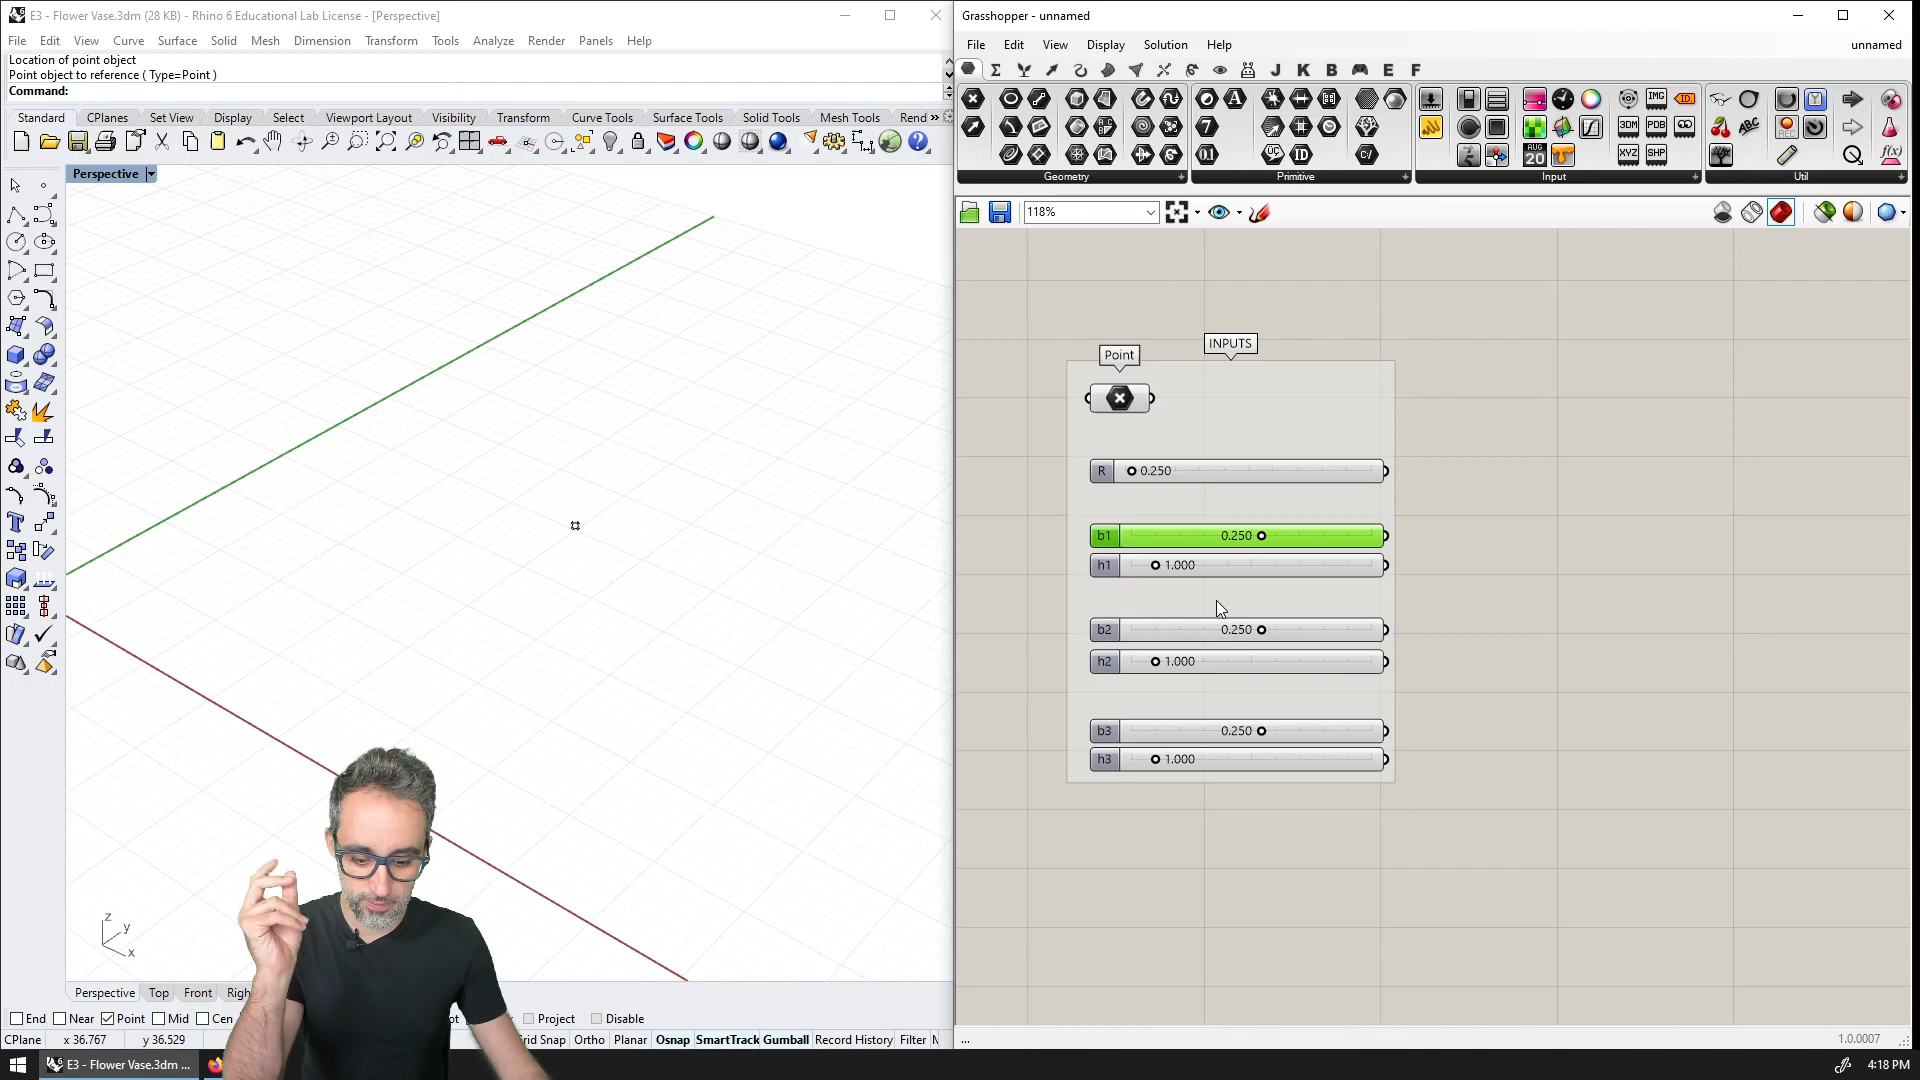 E3 - Flower Vase.3dm (28 KB) - Rhino 6 Educational Lab License - [Perspective]
File Edit View Curve Surface Solid Mesh Dimension Transform Tools Analyze Render Panels Help
Location of point object
Point object to reference ( Type=Point )
Command:
Standard CPlanes Set View Display Select Viewport Layout Visibility Transform Curve Tools Surface Tools Solid Tools Mesh Tools Rend »
Perspective
z
y
x
Perspective Top Front Righ
End Near Point Mid Cen Project Disable
CPlane x 36.767 y 36.529 rid Snap Ortho Planar Osnap SmartTrack Gumball Record History Filter
E3 - Flower Vase.3dm ...
Grasshopper - unnamed
File Edit View Display Solution Help unnamed
J K B E F
Geometry Primitive Input Util
118%
INPUTS
Point
R 0.250
b1 0.250
h1 1.000
b2 0.250
h2 1.000
b3 0.250
h3 1.000
...
1.0.0007
4:18 PM